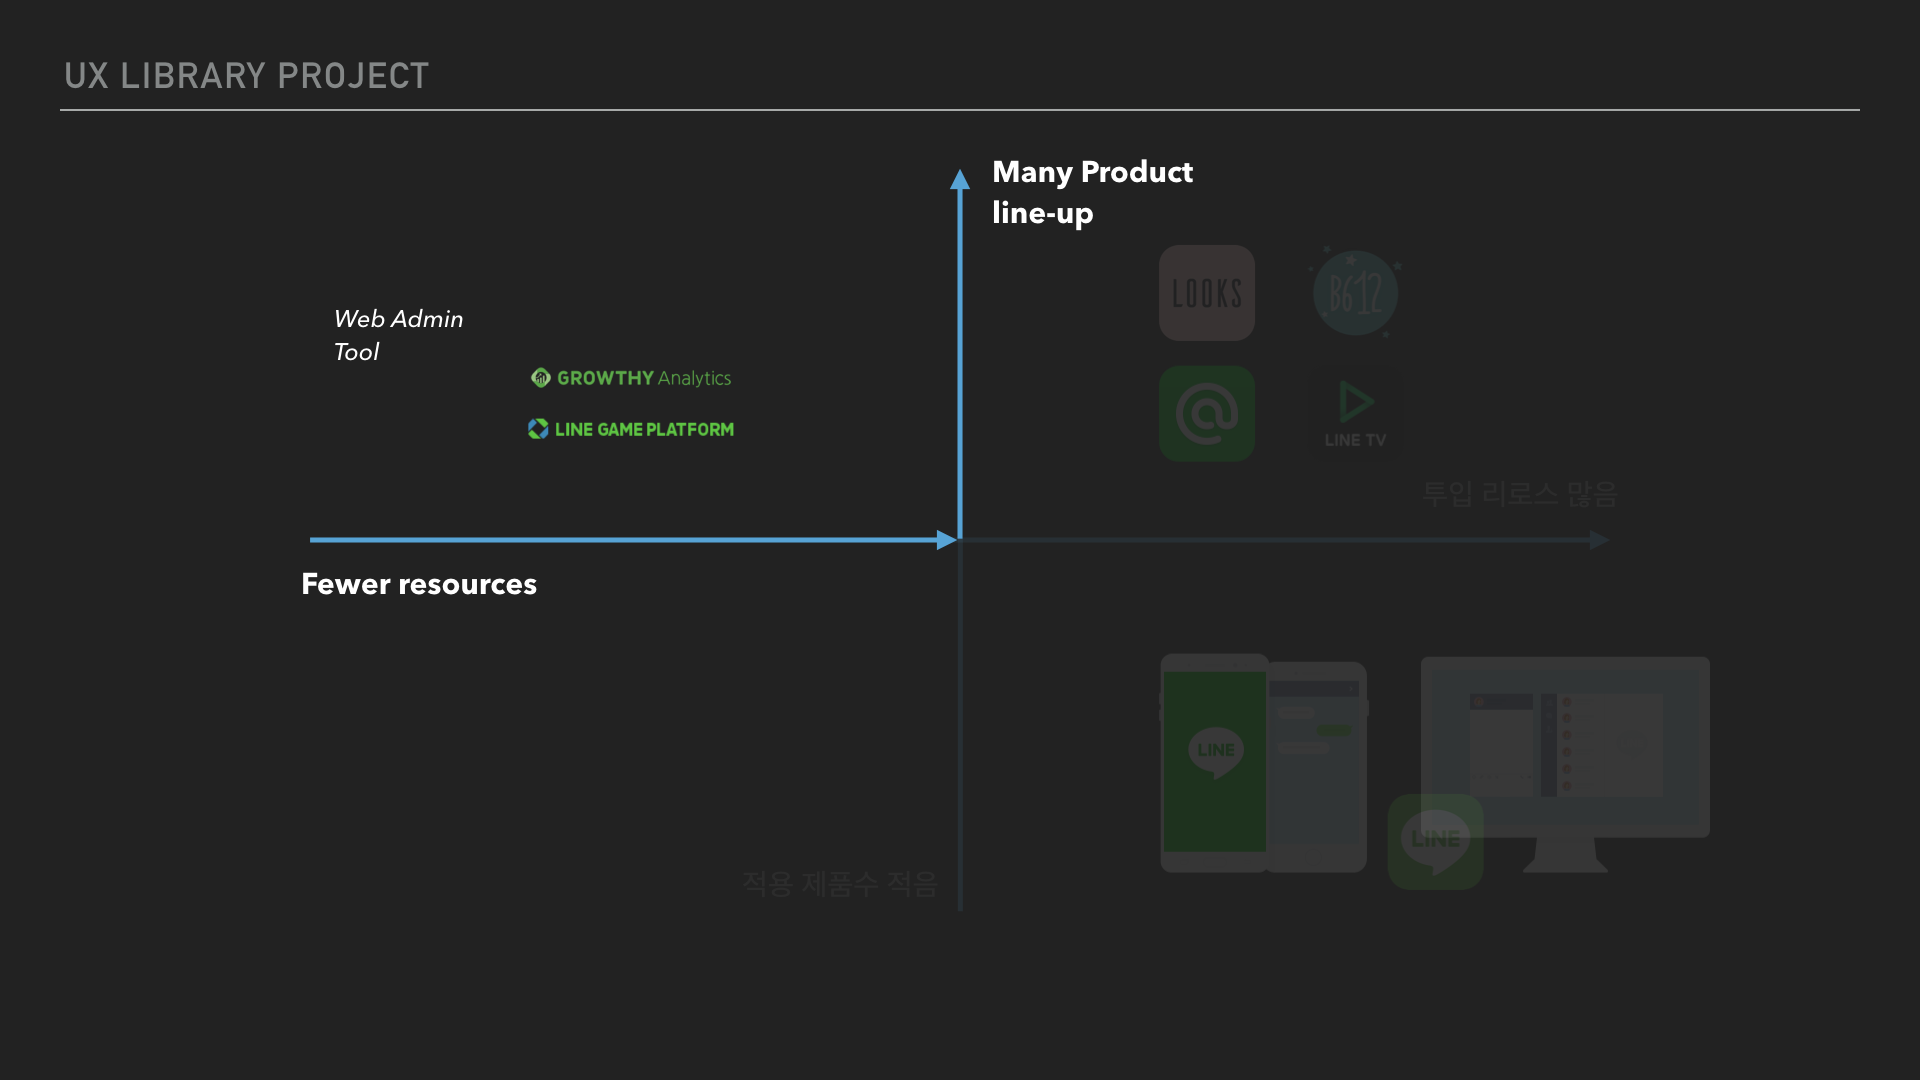 UX LIBRARY PROJECT
Many Product
line-up
LOOKS
B612
Web Admin
Tool
GROWTHY Analytics
LINE GAME PLATFORM
LINE TV
투입 리로스 많음
Fewer resources
LINE
LINE
적용 제품수 적음